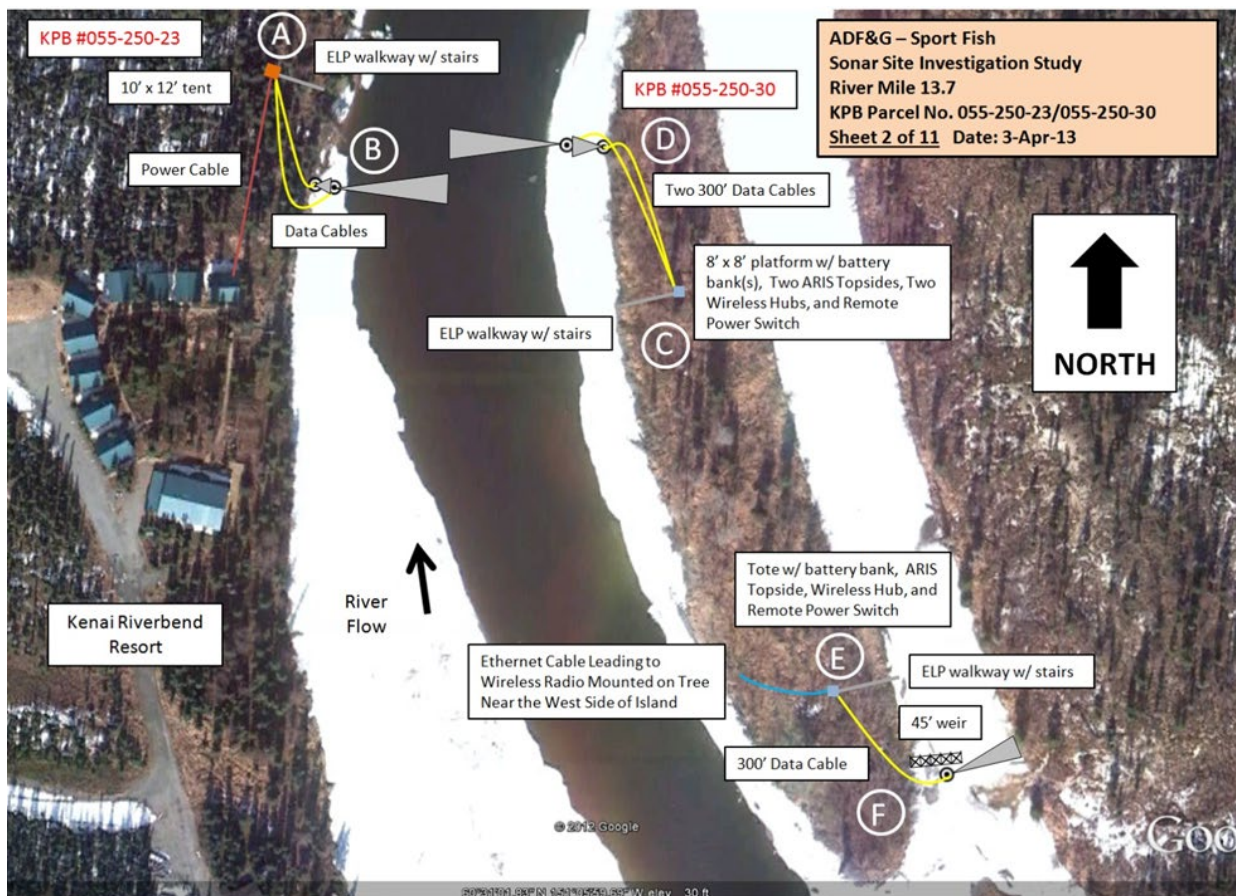 KPB #055-250-23
A
ELP walkway w/ stairs
10' x 12' tent
Power Cable
B
Data Cables
KPB #055-250-30
D
Two 300' Data Cables
ADF&G – Sport Fish
Sonar Site Investigation Study
River Mile 13.7
KPB Parcel No. 055-250-23/055-250-30
Sheet 2 of 11 Date: 3-Apr-13
NORTH
8' x 8' platform w/ battery
bank(s), Two ARIS Topsides, Two
Wireless Hubs, and Remote
Power Switch
ELP walkway w/ stairs
C
River
Flow
Kenai Riverbend
Resort
Tote w/ battery bank, ARIS
Topside, Wireless Hub, and
Remote Power Switch
E
Ethernet Cable Leading to
Wireless Radio Mounted on Tree
Near the West Side of Island
ELP walkway w/ stairs
45' weir
300' Data Cable
F
© 2012 Google
Goo